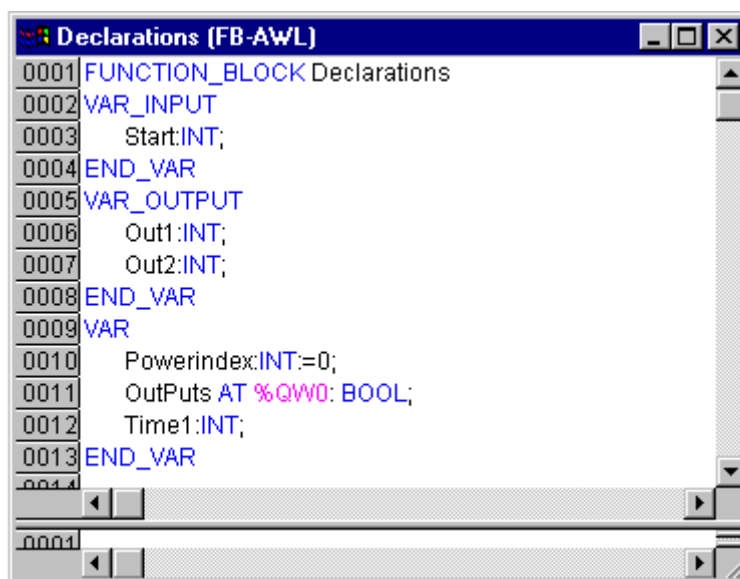 Declarations (FB-AWL)
0001 FUNCTION_BLOCK Declarations
0002 VAR_INPUT
0003 Start:INT;
0004 END_VAR
0005 VAR_OUTPUT
0006 Out1:INT;
0007 Out2:INT;
0008 END_VAR
0009 VAR
0010 Powerindex:INT:=0;
0011 OutPuts AT %QW0: BOOL;
0012 Time1:INT;
0013 END_VAR
0014
0001